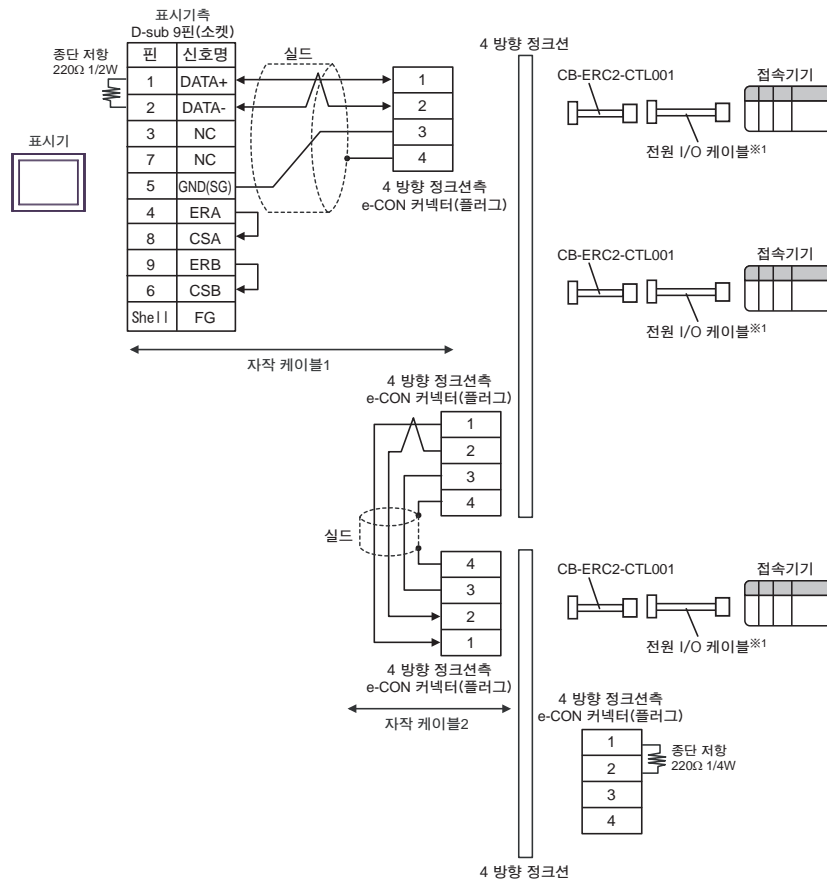 표시기측
D-sub 9핀(소켓)
종단 저항
220Ω 1/2W
핀 신호명
1 DATA+
2 DATA-
3 NC
7 NC
5 GND(SG)
4 ERA
8 CSA
9 ERB
6 CSB
Shell FG
표시기
실드
1
2
3
4
4 방향 정크션측
e-CON 커넥터(플러그)
자작 케이블1
4 방향 정크션
CB-ERC2-CTL001
접속기기
전원 I/O 케이블※1
CB-ERC2-CTL001
접속기기
전원 I/O 케이블※1
4 방향 정크션측
e-CON 커넥터(플러그)
1
2
3
4
실드
4
3
2
1
4 방향 정크션측
e-CON 커넥터(플러그)
자작 케이블2
CB-ERC2-CTL001
접속기기
전원 I/O 케이블※1
4 방향 정크션측
e-CON 커넥터(플러그)
1
2
3
4
종단 저항
220Ω 1/4W
4 방향 정크션